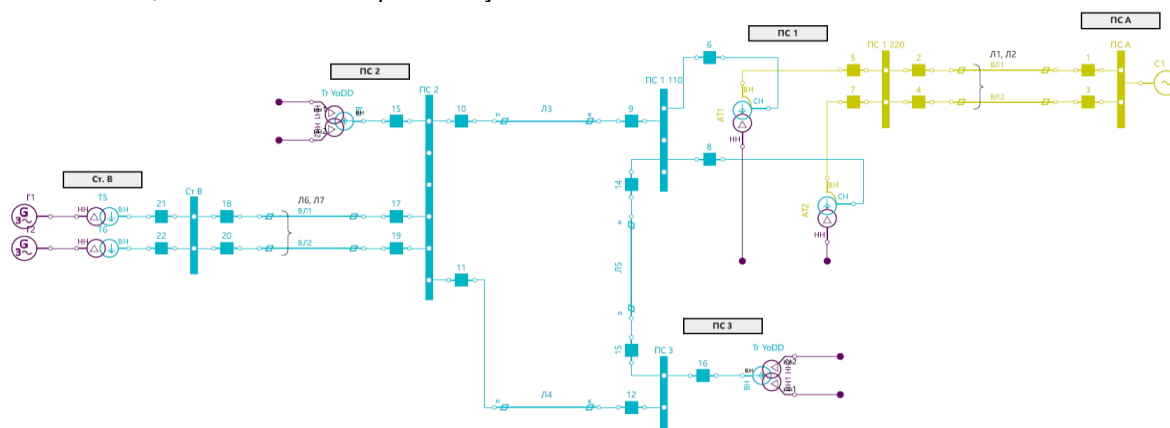 ПС А
ПС 1
6
ПС 1 220
Л1, Л2
ПС А
С1
5
2
ВЛ1
1
ПС 2
ПС 1 110
ВН
СН
7
4
ВЛ2
3
ПС 2
Tr YoDD
АТ1
НН1
НН2
15
10
Л3
9
н
к
НН
8
14
Ст. В
Г1
Т5
НН
ВН
21
Ст В
18
Л6, Л7
ВЛ1
17
ВН
СН
АТ2
к
Г2
Т6
НН
ВН
22
20
ВЛ2
19
НН
Л5
11
н
ПС 3
15
ПС 3
Tr YoDD
16
вн
ВН
НН2
НН1
Л4
н
к
12